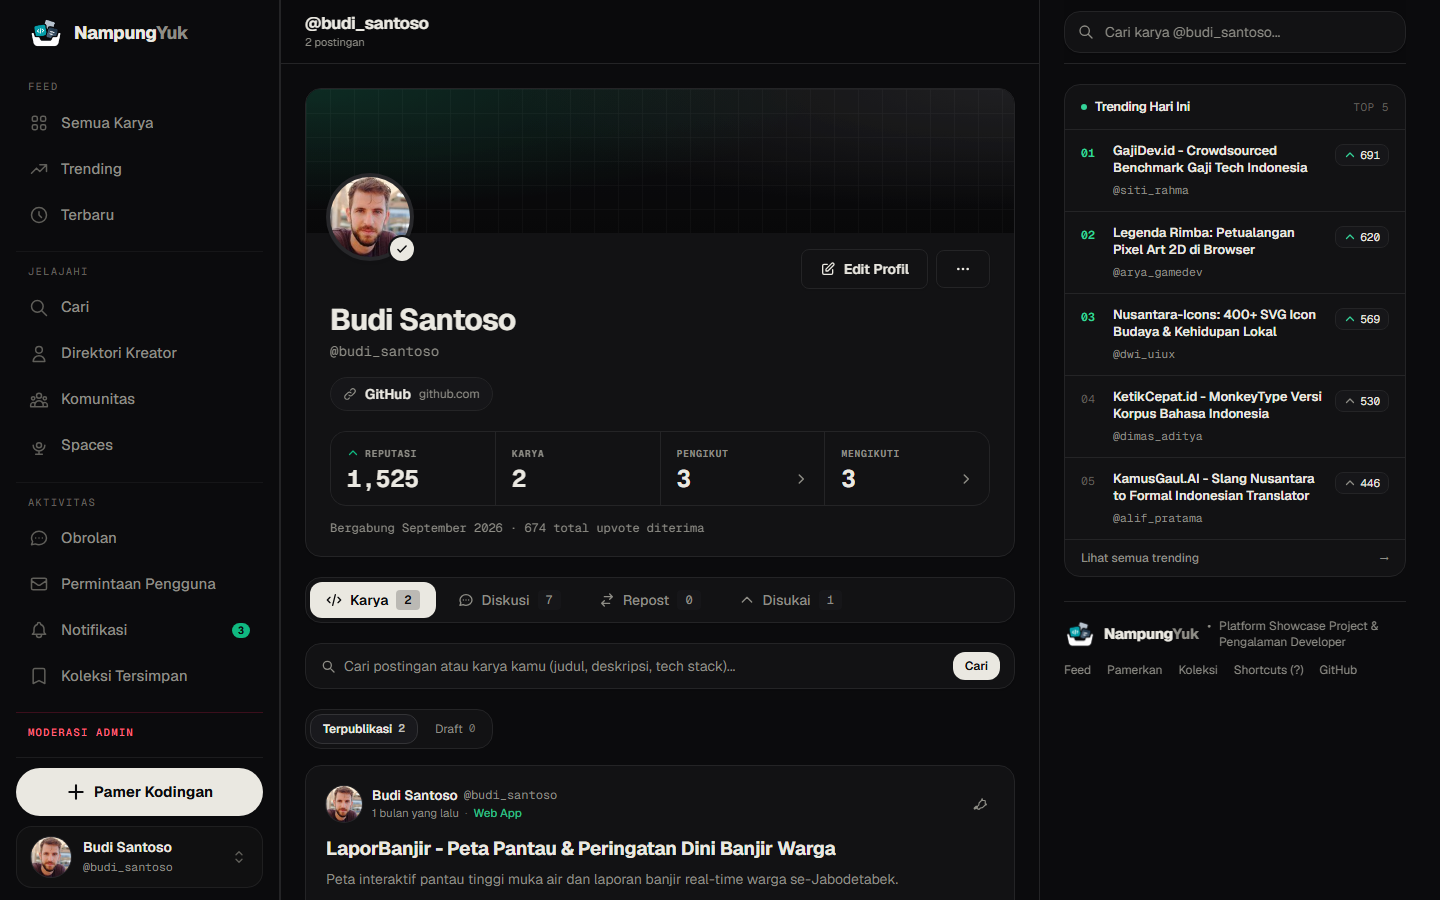 NampungYuk
FEED
Semua Karya
Trending
Terbaru
JELAJAHI
Cari
Direktori Kreator
Komunitas
Spaces
AKTIVITAS
Obrolan
Permintaan Pengguna
Notifikasi 3
Koleksi Tersimpan
MODERASI ADMIN
Pamer Kodingan
Budi Santoso
@budi_santoso
@budi_santoso
2 postingan
Edit Profil
Budi Santoso
@budi_santoso
GitHub github.com
REPUTASI KARYA PENGIKUT MENGIKUTI
1,525 2 3 3
Bergabung September 2026 · 674 total upvote diterima
Karya 2 Diskusi 7 Repost 0 Disukai 1
Cari postingan atau karya kamu (judul, deskripsi, tech stack)... Cari
Terpublikasi 2 Draft 0
Budi Santoso @budi_santoso
1 bulan yang lalu · Web App
LaporBanjir - Peta Pantau & Peringatan Dini Banjir Warga
Peta interaktif pantau tinggi muka air dan laporan banjir real-time warga se-Jabodetabek.
Cari karya @budi_santoso...
Trending Hari Ini TOP 5
01 GajiDev.id - Crowdsourced 691
Benchmark Gaji Tech Indonesia
@siti_rahma
02 Legenda Rimba: Petualangan 620
Pixel Art 2D di Browser
@arya_gamedev
03 Nusantara-Icons: 400+ SVG Icon 569
Budaya & Kehidupan Lokal
@dwi_uiux
04 KetikCepat.id - MonkeyType Versi 530
Korpus Bahasa Indonesia
@dimas_aditya
05 KamusGaul.AI - Slang Nusantara 446
to Formal Indonesian Translator
@alif_pratama
Lihat semua trending →
NampungYuk • Platform Showcase Project &
Pengalaman Developer
Feed Pamerkan Koleksi Shortcuts (?) GitHub